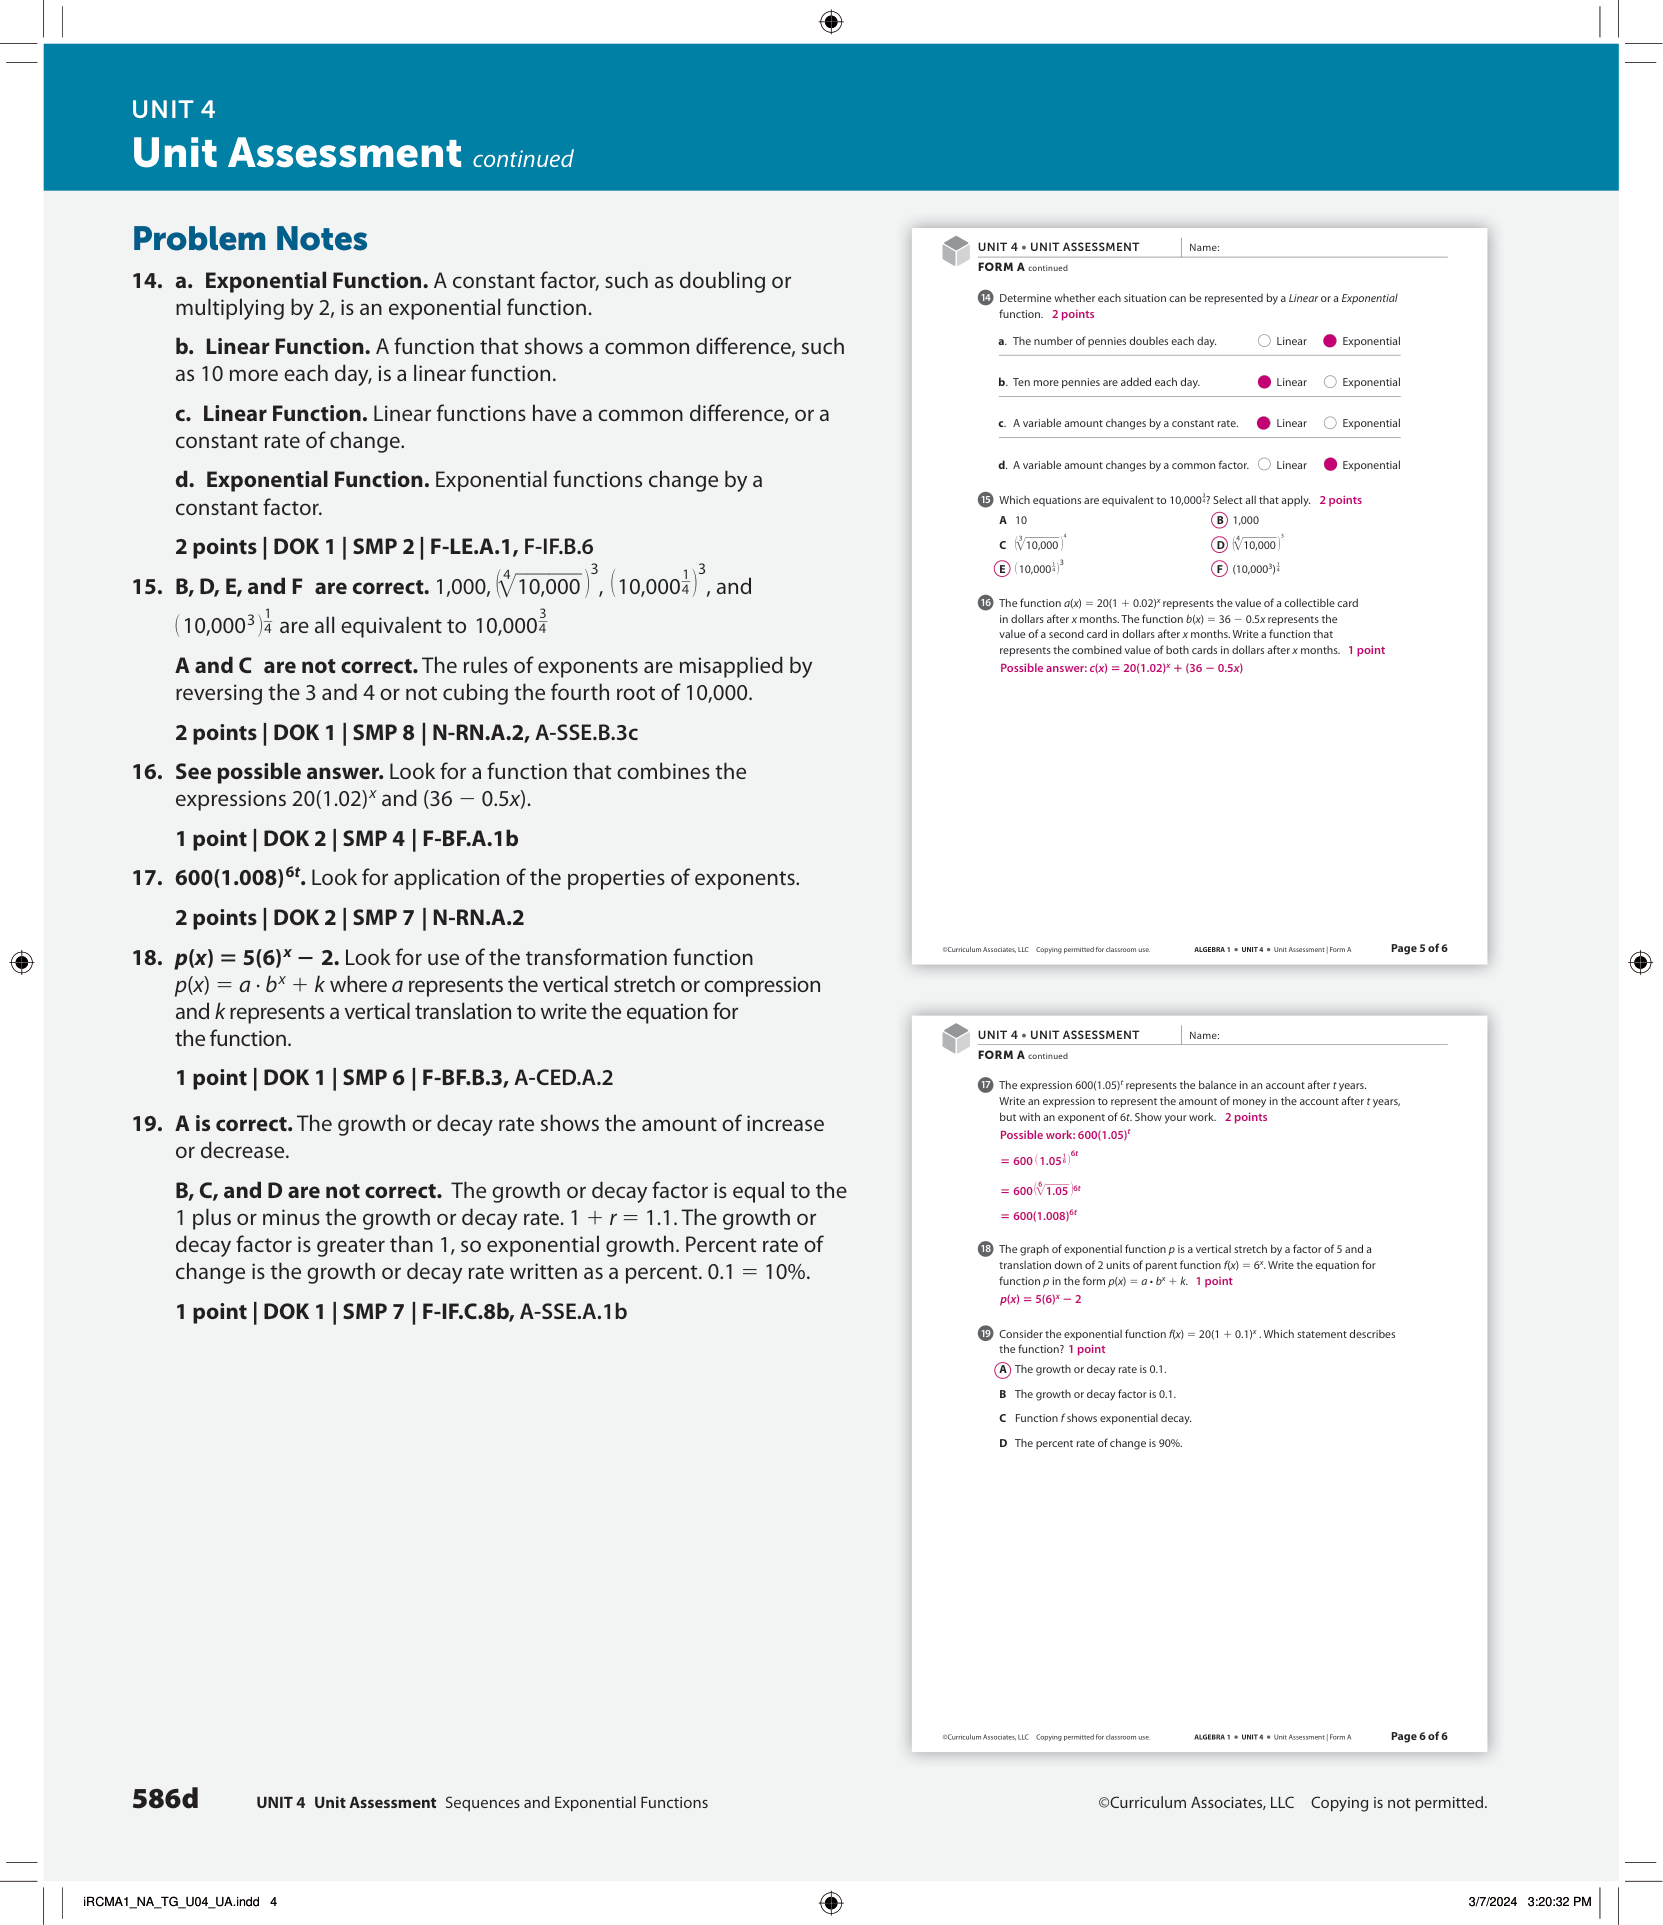 UNIT 4
Unit Assessment continued
Problem Notes
14. a. Exponential Function. A constant factor, such as doubling or
multiplying by 2, is an exponential function.
b. Linear Function. A function that shows a common difference, such
as 10 more each day, is a linear function.
c. Linear Function. Linear functions have a common difference, or a
constant rate of change.
d. Exponential Function. Exponential functions change by a
constant factor.
2 points | DOK 1 | SMP 2 | F-LE.A.1, F-IF.B.6
15. B, D, E, and F are correct. 1,000, (∜10,000)³, (10,000^(1/4))³, and
(10,000³)^(1/4) are all equivalent to 10,000^(3/4)
A and C are not correct. The rules of exponents are misapplied by
reversing the 3 and 4 or not cubing the fourth root of 10,000.
2 points | DOK 1 | SMP 8 | N-RN.A.2, A-SSE.B.3c
16. See possible answer. Look for a function that combines the
expressions 20(1.02)ˣ and (36 − 0.5x).
1 point | DOK 2 | SMP 4 | F-BF.A.1b
17. 600(1.008)⁶ᵗ. Look for application of the properties of exponents.
2 points | DOK 2 | SMP 7 | N-RN.A.2
18. p(x) = 5(6)ˣ − 2. Look for use of the transformation function
p(x) = a · bˣ + k where a represents the vertical stretch or compression
and k represents a vertical translation to write the equation for
the function.
1 point | DOK 1 | SMP 6 | F-BF.B.3, A-CED.A.2
19. A is correct. The growth or decay rate shows the amount of increase
or decrease.
B, C, and D are not correct. The growth or decay factor is equal to the
1 plus or minus the growth or decay rate. 1 + r = 1.1. The growth or
decay factor is greater than 1, so exponential growth. Percent rate of
change is the growth or decay rate written as a percent. 0.1 = 10%.
1 point | DOK 1 | SMP 7 | F-IF.C.8b, A-SSE.A.1b
UNIT 4 • UNIT ASSESSMENT Name:
FORM A continued
14 Determine whether each situation can be represented by a Linear or a Exponential
function. 2 points
a. The number of pennies doubles each day. Linear Exponential
b. Ten more pennies are added each day. Linear Exponential
c. A variable amount changes by a constant rate. Linear Exponential
d. A variable amount changes by a common factor. Linear Exponential
15 Which equations are equivalent to 10,000^(3/4)? Select all that apply. 2 points
A 10 B 1,000
C (∛10,000)⁴ D (∜10,000)³
E (10,000^(1/4))³ F (10,000³)^(1/4)
16 The function a(x) = 20(1 + 0.02)ˣ represents the value of a collectible card
in dollars after x months. The function b(x) = 36 − 0.5x represents the
value of a second card in dollars after x months. Write a function that
represents the combined value of both cards in dollars after x months. 1 point
Possible answer: c(x) = 20(1.02)ˣ + (36 − 0.5x)
©Curriculum Associates, LLC Copying permitted for classroom use. ALGEBRA 1 • UNIT 4 • Unit Assessment | Form A Page 5 of 6
UNIT 4 • UNIT ASSESSMENT Name:
FORM A continued
17 The expression 600(1.05)ᵗ represents the balance in an account after t years.
Write an expression to represent the amount of money in the account after t years,
but with an exponent of 6t. Show your work. 2 points
Possible work: 600(1.05)ᵗ
= 600(1.05^(1/6))⁶ᵗ
= 600(⁶√1.05)⁶ᵗ
= 600(1.008)⁶ᵗ
18 The graph of exponential function p is a vertical stretch by a factor of 5 and a
translation down of 2 units of parent function f(x) = 6ˣ. Write the equation for
function p in the form p(x) = a • bˣ + k. 1 point
p(x) = 5(6)ˣ − 2
19 Consider the exponential function f(x) = 20(1 + 0.1)ˣ. Which statement describes
the function? 1 point
A The growth or decay rate is 0.1.
B The growth or decay factor is 0.1.
C Function f shows exponential decay.
D The percent rate of change is 90%.
©Curriculum Associates, LLC Copying permitted for classroom use. ALGEBRA 1 • UNIT 4 • Unit Assessment | Form A Page 6 of 6
586d UNIT 4 Unit Assessment Sequences and Exponential Functions ©Curriculum Associates, LLC Copying is not permitted.
iRCMA1_NA_TG_U04_UA.indd 4 3/7/2024 3:20:32 PM